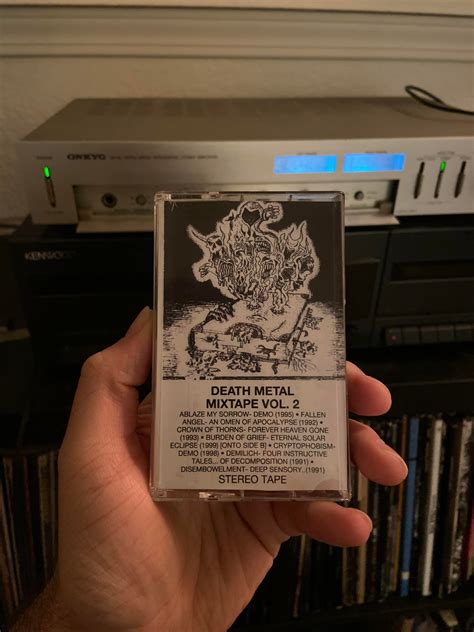 ONKYO
KENWOOD
DEATH METAL
MIXTAPE VOL. 2
ABLAZE MY SORROW- DEMO (1995) • FALLEN
ANGEL- AN OMEN OF APOCALYPSE (1992) •
CROWN OF THORNS- FOREVER HEAVEN GONE
(1993) • BURDEN OF GRIEF- ETERNAL SOLAR
ECLIPSE (1999) [ONTO SIDE B] • CRYPTOPHOBISM-
DEMO (1998) • DEMILICH- FOUR INSTRUCTIVE
TALES... OF DECOMPOSITION (1991) •
DISEMBOWELMENT- DEEP SENSORY..(1991)
STEREO TAPE